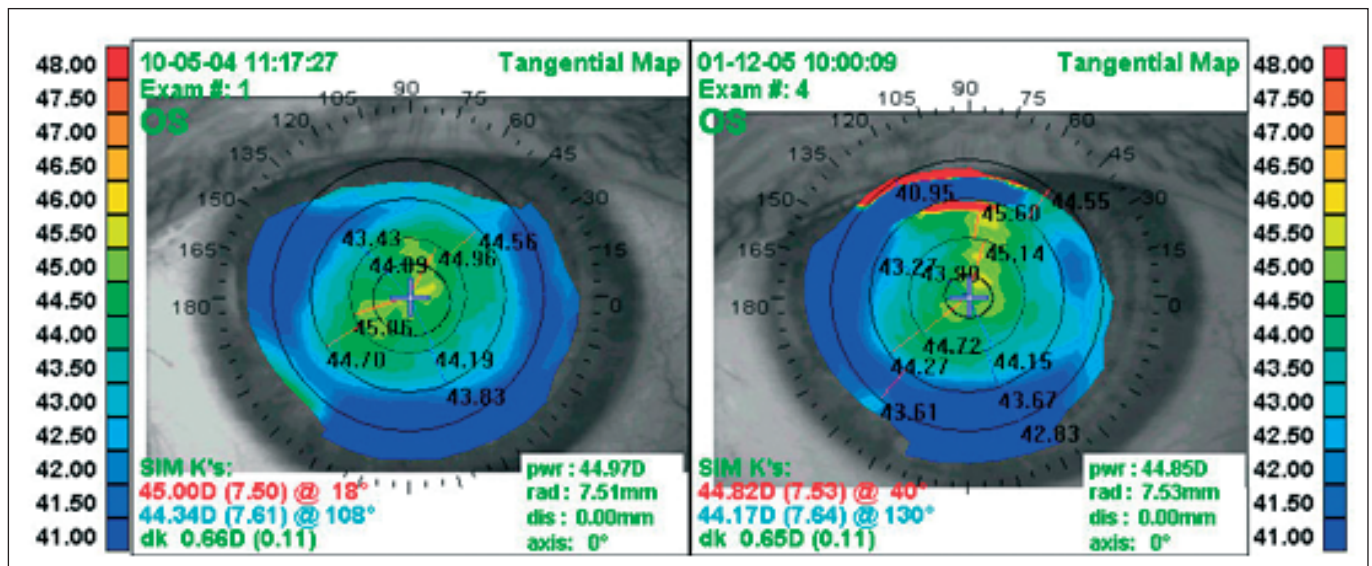 48.00
47.50
47.00
46.50
46.00
45.50
45.00
44.50
44.00
43.50
43.00
42.50
42.00
41.50
41.00
10-05-04 11:17:27 Tangential Map
Exam #: 1
OS
90
105 75
120 60
135 45
150 30
165 15
180 0
43.43 44.56
44.09 44.96
45.06
44.70 44.19
43.83
SIM K's:
45.00D (7.50) @ 18°
44.34D (7.61) @ 108°
dk 0.66D (0.11)
pwr : 44.97D
rad : 7.51mm
dis : 0.00mm
axis: 0°
01-12-05 10:00:09 Tangential Map
Exam #: 4
OS
90
105 75
120 60
135 45
150 30
165 15
180 0
40.95 44.55
45.60
45.14
43.27 43.90
44.72
44.27 44.15
43.61 43.67
42.83
SIM K's:
44.82D (7.53) @ 40°
44.17D (7.64) @ 130°
dk 0.65D (0.11)
pwr : 44.85D
rad : 7.53mm
dis : 0.00mm
axis: 0°
48.00
47.50
47.00
46.50
46.00
45.50
45.00
44.50
44.00
43.50
43.00
42.50
42.00
41.50
41.00